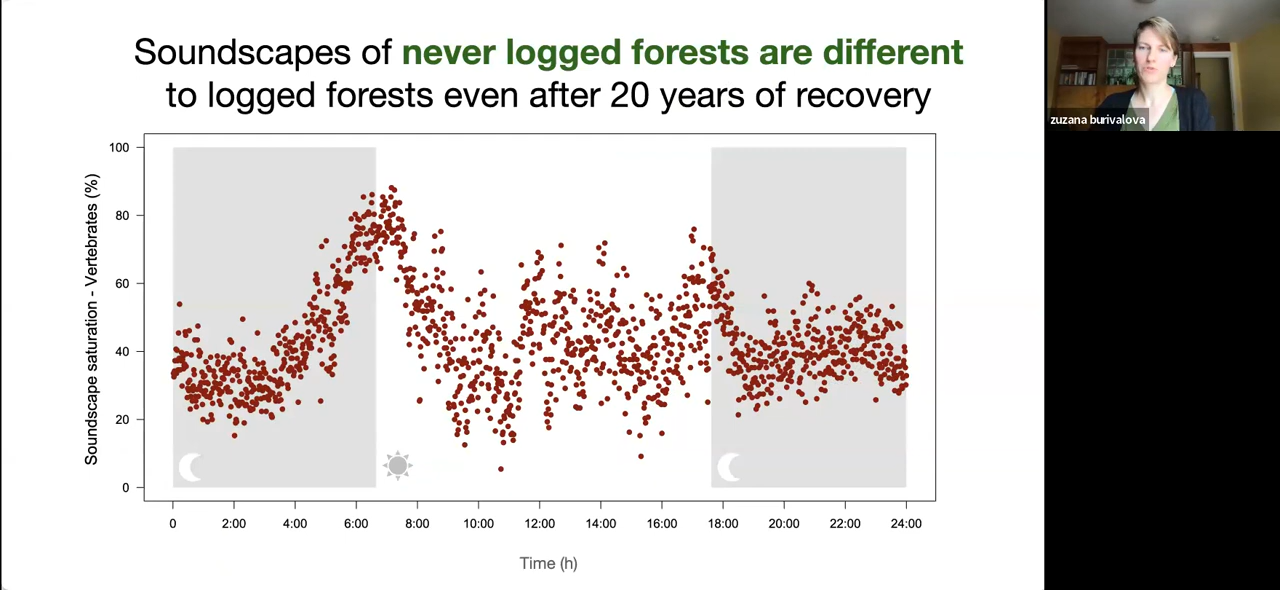 Soundscapes of never logged forests are different
to logged forests even after 20 years of recovery
zuzana burivalova
Soundscape saturation - Vertebrates (%)
100
80
60
40
20
0
0 2:00 4:00 6:00 8:00 10:00 12:00 14:00 16:00 18:00 20:00 22:00 24:00
Time (h)